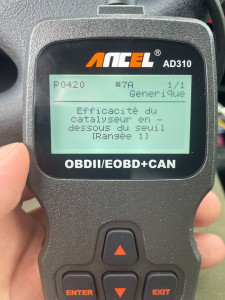 ANCEL®
AD310
P0420 #7A 1/1
Generique
Efficacité du
catalyseur en -
dessous du seuil
[Rangée 1]
OBDII/EOBD+CAN
ENTER
EXIT